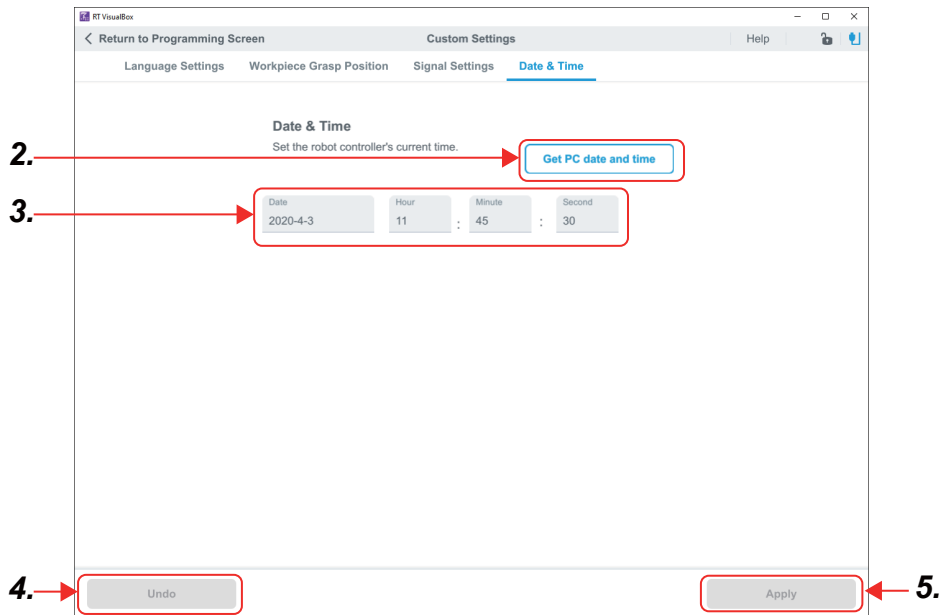 RT VisualBox
Return to Programming Screen Custom Settings Help
Language Settings Workpiece Grasp Position Signal Settings Date & Time
Date & Time
Set the robot controller's current time.
2.
Get PC date and time
3.
Date Hour Minute Second
2020-4-3 11 : 45 : 30
4.
Undo
Apply
5.